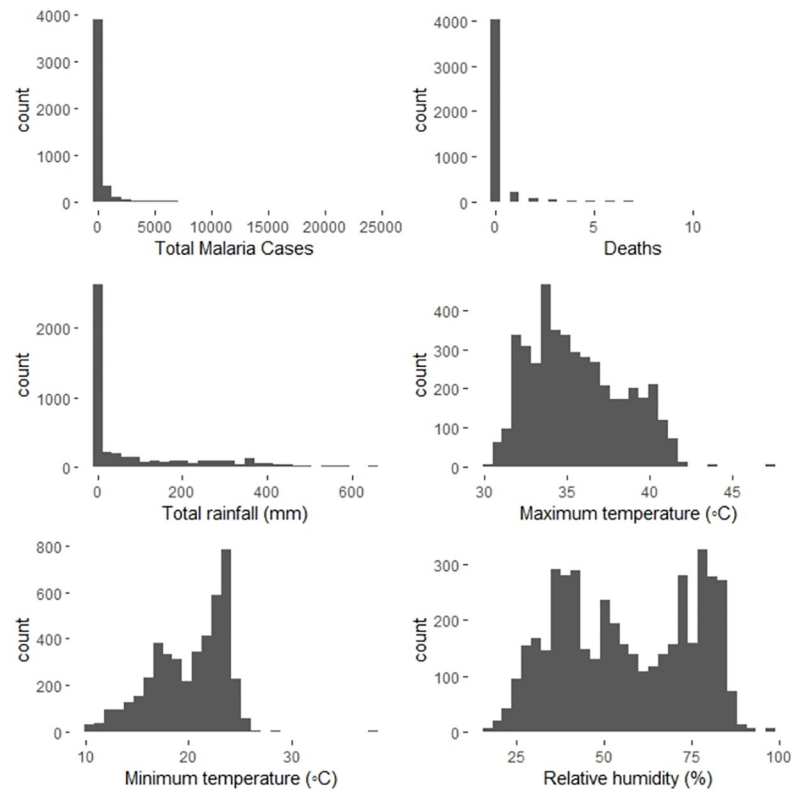 4000
3000
2000
1000
0
count
0 5000 10000 15000 20000 25000
Total Malaria Cases
4000
3000
2000
1000
0
count
0 5 10
Deaths
2000
1000
0
count
0 200 400 600
Total rainfall (mm)
400
300
200
100
0
count
30 35 40 45
Maximum temperature (°C)
800
600
400
200
0
count
10 20 30
Minimum temperature (°C)
300
200
100
0
count
25 50 75 100
Relative humidity (%)